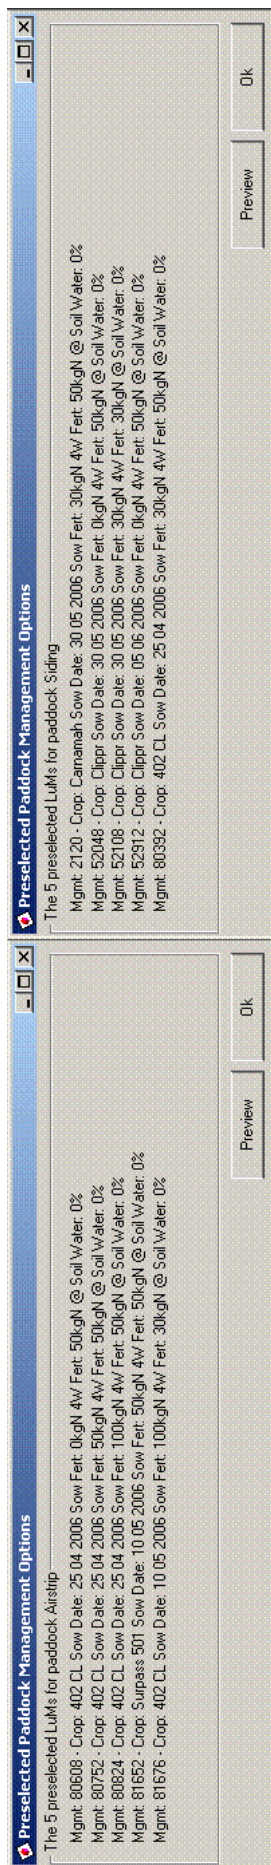 Preselected Paddock Management Options
The 5 preselected LuMs for paddock Airstrip
Mgmt: 80608 - Crop: 402 CL Sow Date: 25 04 2006 Sow Fert: 0kgN 4W Fert: 50kgN @ Soil Water: 0%
Mgmt: 80752 - Crop: 402 CL Sow Date: 25 04 2006 Sow Fert: 50kgN 4W Fert: 50kgN @ Soil Water: 0%
Mgmt: 80824 - Crop: 402 CL Sow Date: 25 04 2006 Sow Fert: 100kgN 4W Fert: 50kgN @ Soil Water: 0%
Mgmt: 81652 - Crop: Surpass 501 Sow Date: 10 05 2006 Sow Fert: 50kgN 4W Fert: 50kgN @ Soil Water: 0%
Mgmt: 81676 - Crop: 402 CL Sow Date: 10 05 2006 Sow Fert: 100kgN 4W Fert: 30kgN @ Soil Water: 0%
Preview
Ok
Preselected Paddock Management Options
The 5 preselected LuMs for paddock Siding
Mgmt: 2120 - Crop: Carnamah Sow Date: 30 05 2006 Sow Fert: 30kgN 4W Fert: 50kgN @ Soil Water: 0%
Mgmt: 52048 - Crop: Clippr Sow Date: 30 05 2006 Sow Fert: 0kgN 4W Fert: 50kgN @ Soil Water: 0%
Mgmt: 52108 - Crop: Clippr Sow Date: 30 05 2006 Sow Fert: 30kgN 4W Fert: 30kgN @ Soil Water: 0%
Mgmt: 52912 - Crop: Clippr Sow Date: 05 06 2006 Sow Fert: 0kgN 4W Fert: 50kgN @ Soil Water: 0%
Mgmt: 80392 - Crop: 402 CL Sow Date: 25 04 2006 Sow Fert: 30kgN 4W Fert: 50kgN @ Soil Water: 0%
Preview
Ok